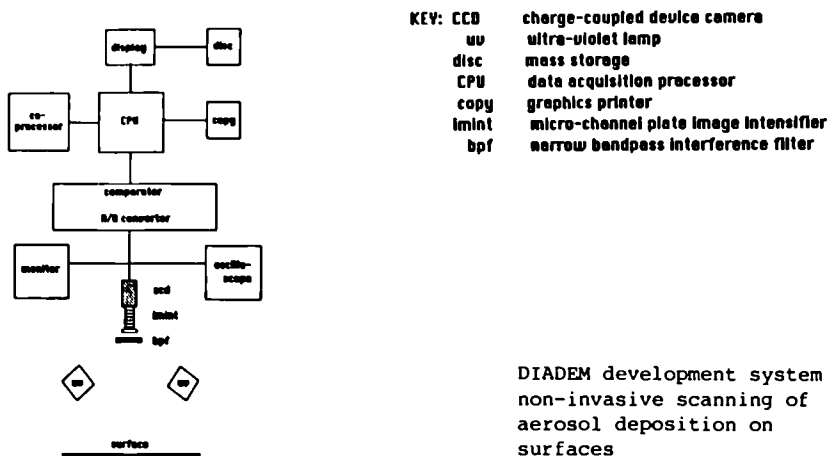 KEY: CCD charge-coupled device camera
uv ultra-violet lamp
disc mass storage
CPU data acquisition processor
copy graphics printer
imint micro-channel plate image intensifier
bpf narrow bandpass interference filter
display
disc
co-
processor
CPU
copy
comparator
A/D converter
monitor
oscillo-
scope
ccd
imint
bpf
uv
uv
surface
DIADEM development system
non-invasive scanning of
aerosol deposition on
surfaces